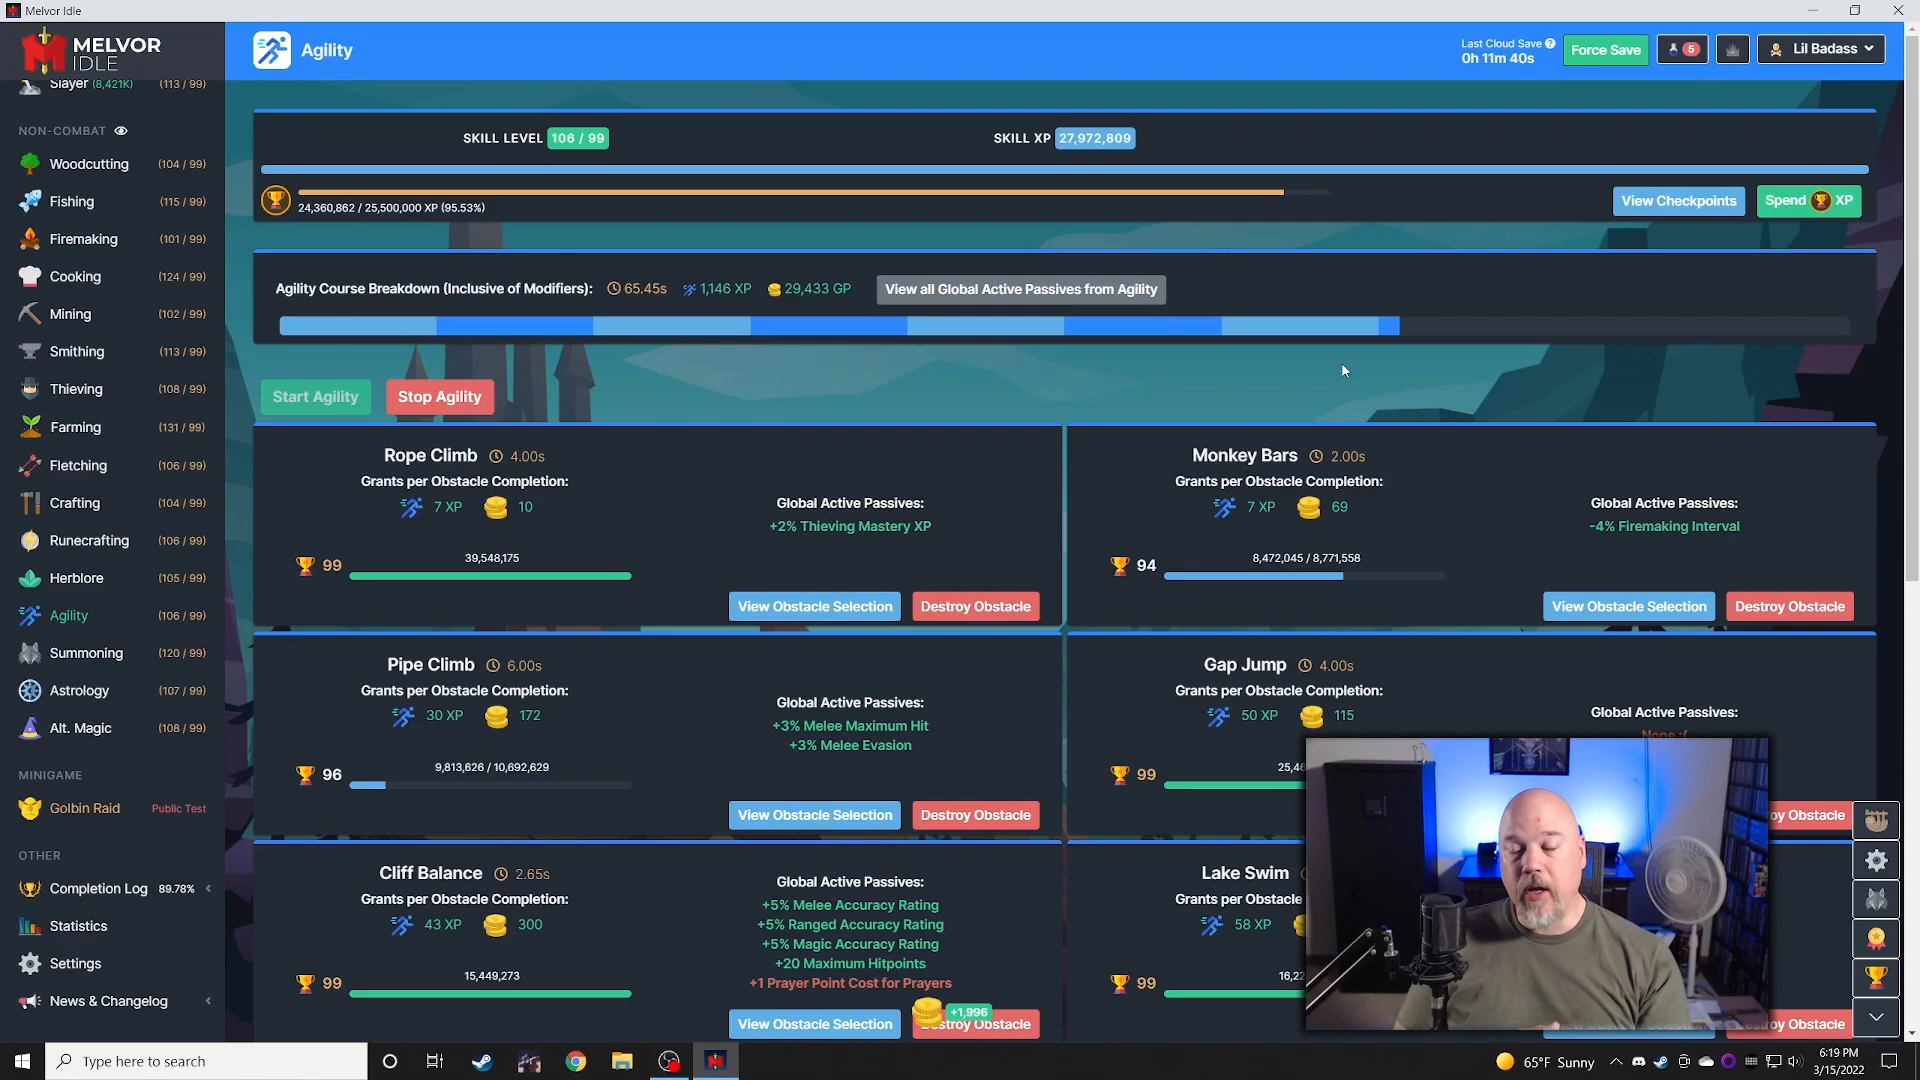 Melvor Idle
MELVOR
IDLE
Slayer (8,421K) (113 / 99)
NON-COMBAT
Woodcutting (104 / 99)
Fishing (115 / 99)
Firemaking (101 / 99)
Cooking (124 / 99)
Mining (102 / 99)
Smithing (113 / 99)
Thieving (108 / 99)
Farming (131 / 99)
Fletching (106 / 99)
Crafting (104 / 99)
Runecrafting (106 / 99)
Herblore (105 / 99)
Agility (106 / 99)
Summoning (120 / 99)
Astrology (107 / 99)
Alt. Magic (108 / 99)
MINIGAME
Golbin Raid Public Test
OTHER
Completion Log 89.78%
Statistics
Settings
News & Changelog
Agility
Last Cloud Save
0h 11m 40s
Force Save
5
Lil Badass
SKILL LEVEL 106 / 99
SKILL XP 27,972,809
24,360,862 / 25,500,000 XP (95.53%)
View Checkpoints
Spend XP
Agility Course Breakdown (Inclusive of Modifiers): 65.45s 1,146 XP 29,433 GP
View all Global Active Passives from Agility
Start Agility
Stop Agility
Rope Climb 4.00s
Grants per Obstacle Completion:
7 XP 10
Global Active Passives:
+2% Thieving Mastery XP
99
39,548,175
View Obstacle Selection
Destroy Obstacle
Monkey Bars 2.00s
Grants per Obstacle Completion:
7 XP 69
Global Active Passives:
-4% Firemaking Interval
94
8,472,045 / 8,771,558
View Obstacle Selection
Destroy Obstacle
Pipe Climb 6.00s
Grants per Obstacle Completion:
30 XP 172
Global Active Passives:
+3% Melee Maximum Hit
+3% Melee Evasion
96
9,813,626 / 10,692,629
View Obstacle Selection
Destroy Obstacle
Gap Jump 4.00s
Grants per Obstacle Completion:
50 XP 115
Global Active Passives:
None :(
99
25,46
oy Obstacle
Cliff Balance 2.65s
Grants per Obstacle Completion:
43 XP 300
Global Active Passives:
+5% Melee Accuracy Rating
+5% Ranged Accuracy Rating
+5% Magic Accuracy Rating
+20 Maximum Hitpoints
+1 Prayer Point Cost for Prayers
99
15,449,273
+1,996
View Obstacle Selection
stroy Obstacle
Lake Swim
Grants per Obsta
58 XP
99
16,22
oy Obstacle
Type here to search
65°F Sunny
6:19 PM
3/15/2022